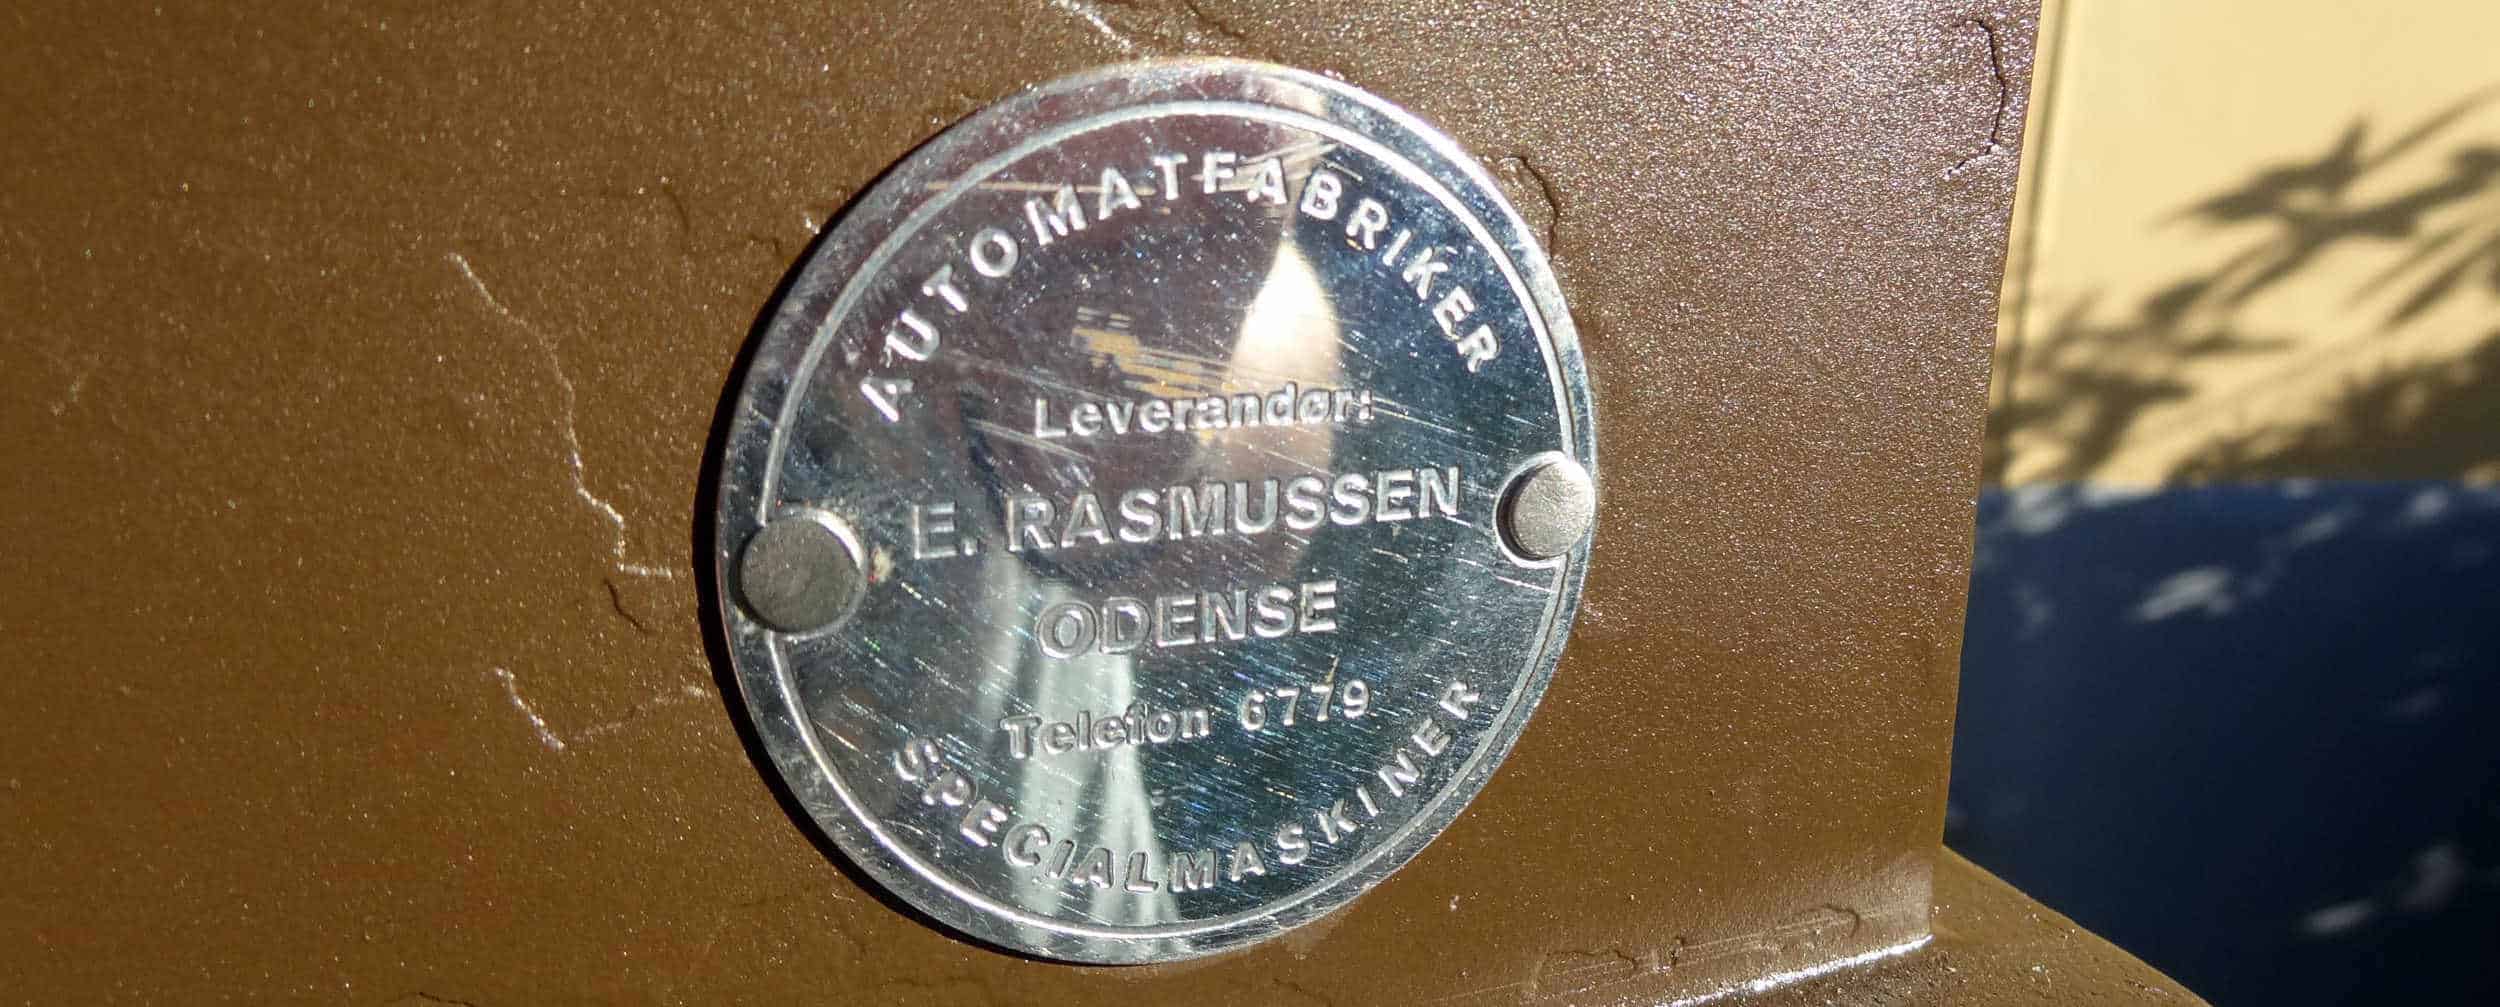 AUTOMATFABRIKER
Leverandør:
E. RASMUSSEN
ODENSE
Telefon 6779
SPECIALMASKINER